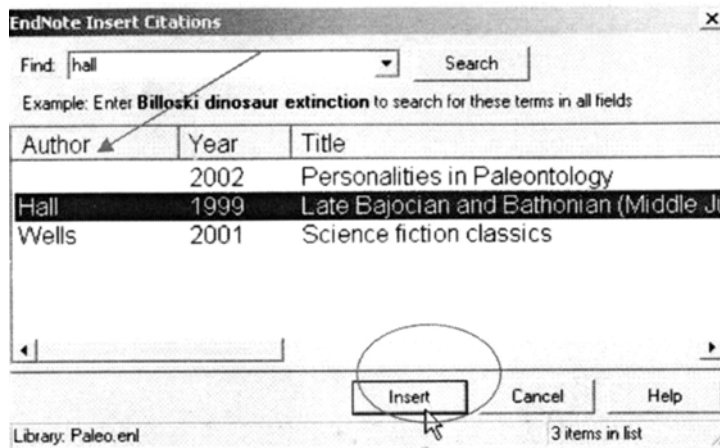 EndNote Insert Citations
Find: hall Search
Example: Enter Billoski dinosaur extinction to search for these terms in all fields
Author Year Title
2002 Personalities in Paleontology
Hall 1999 Late Bajocian and Bathonian (Middle Ju
Wells 2001 Science fiction classics
Insert Cancel Help
Library: Paleo.enl 3 items in list